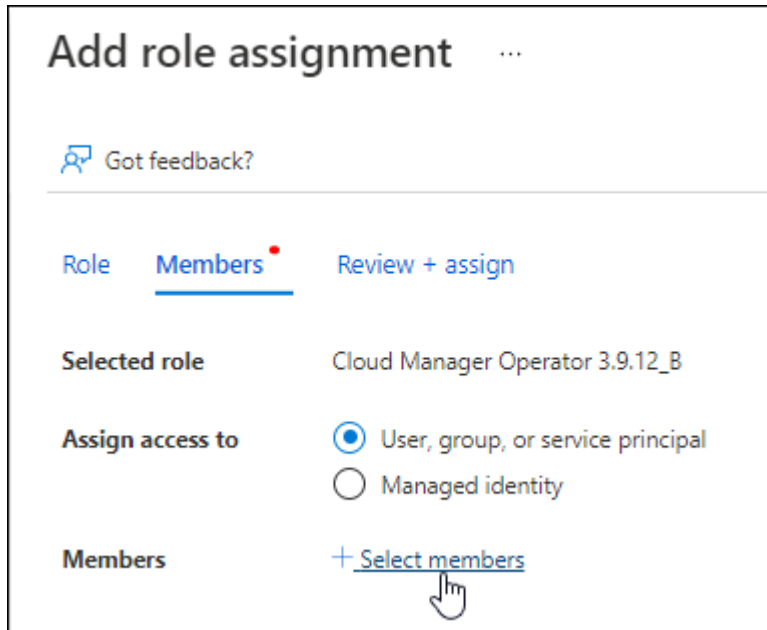 Add role assignment ...
Got feedback?
Role Members Review + assign
Selected role Cloud Manager Operator 3.9.12_B
Assign access to User, group, or service principal
Managed identity
Members + Select members